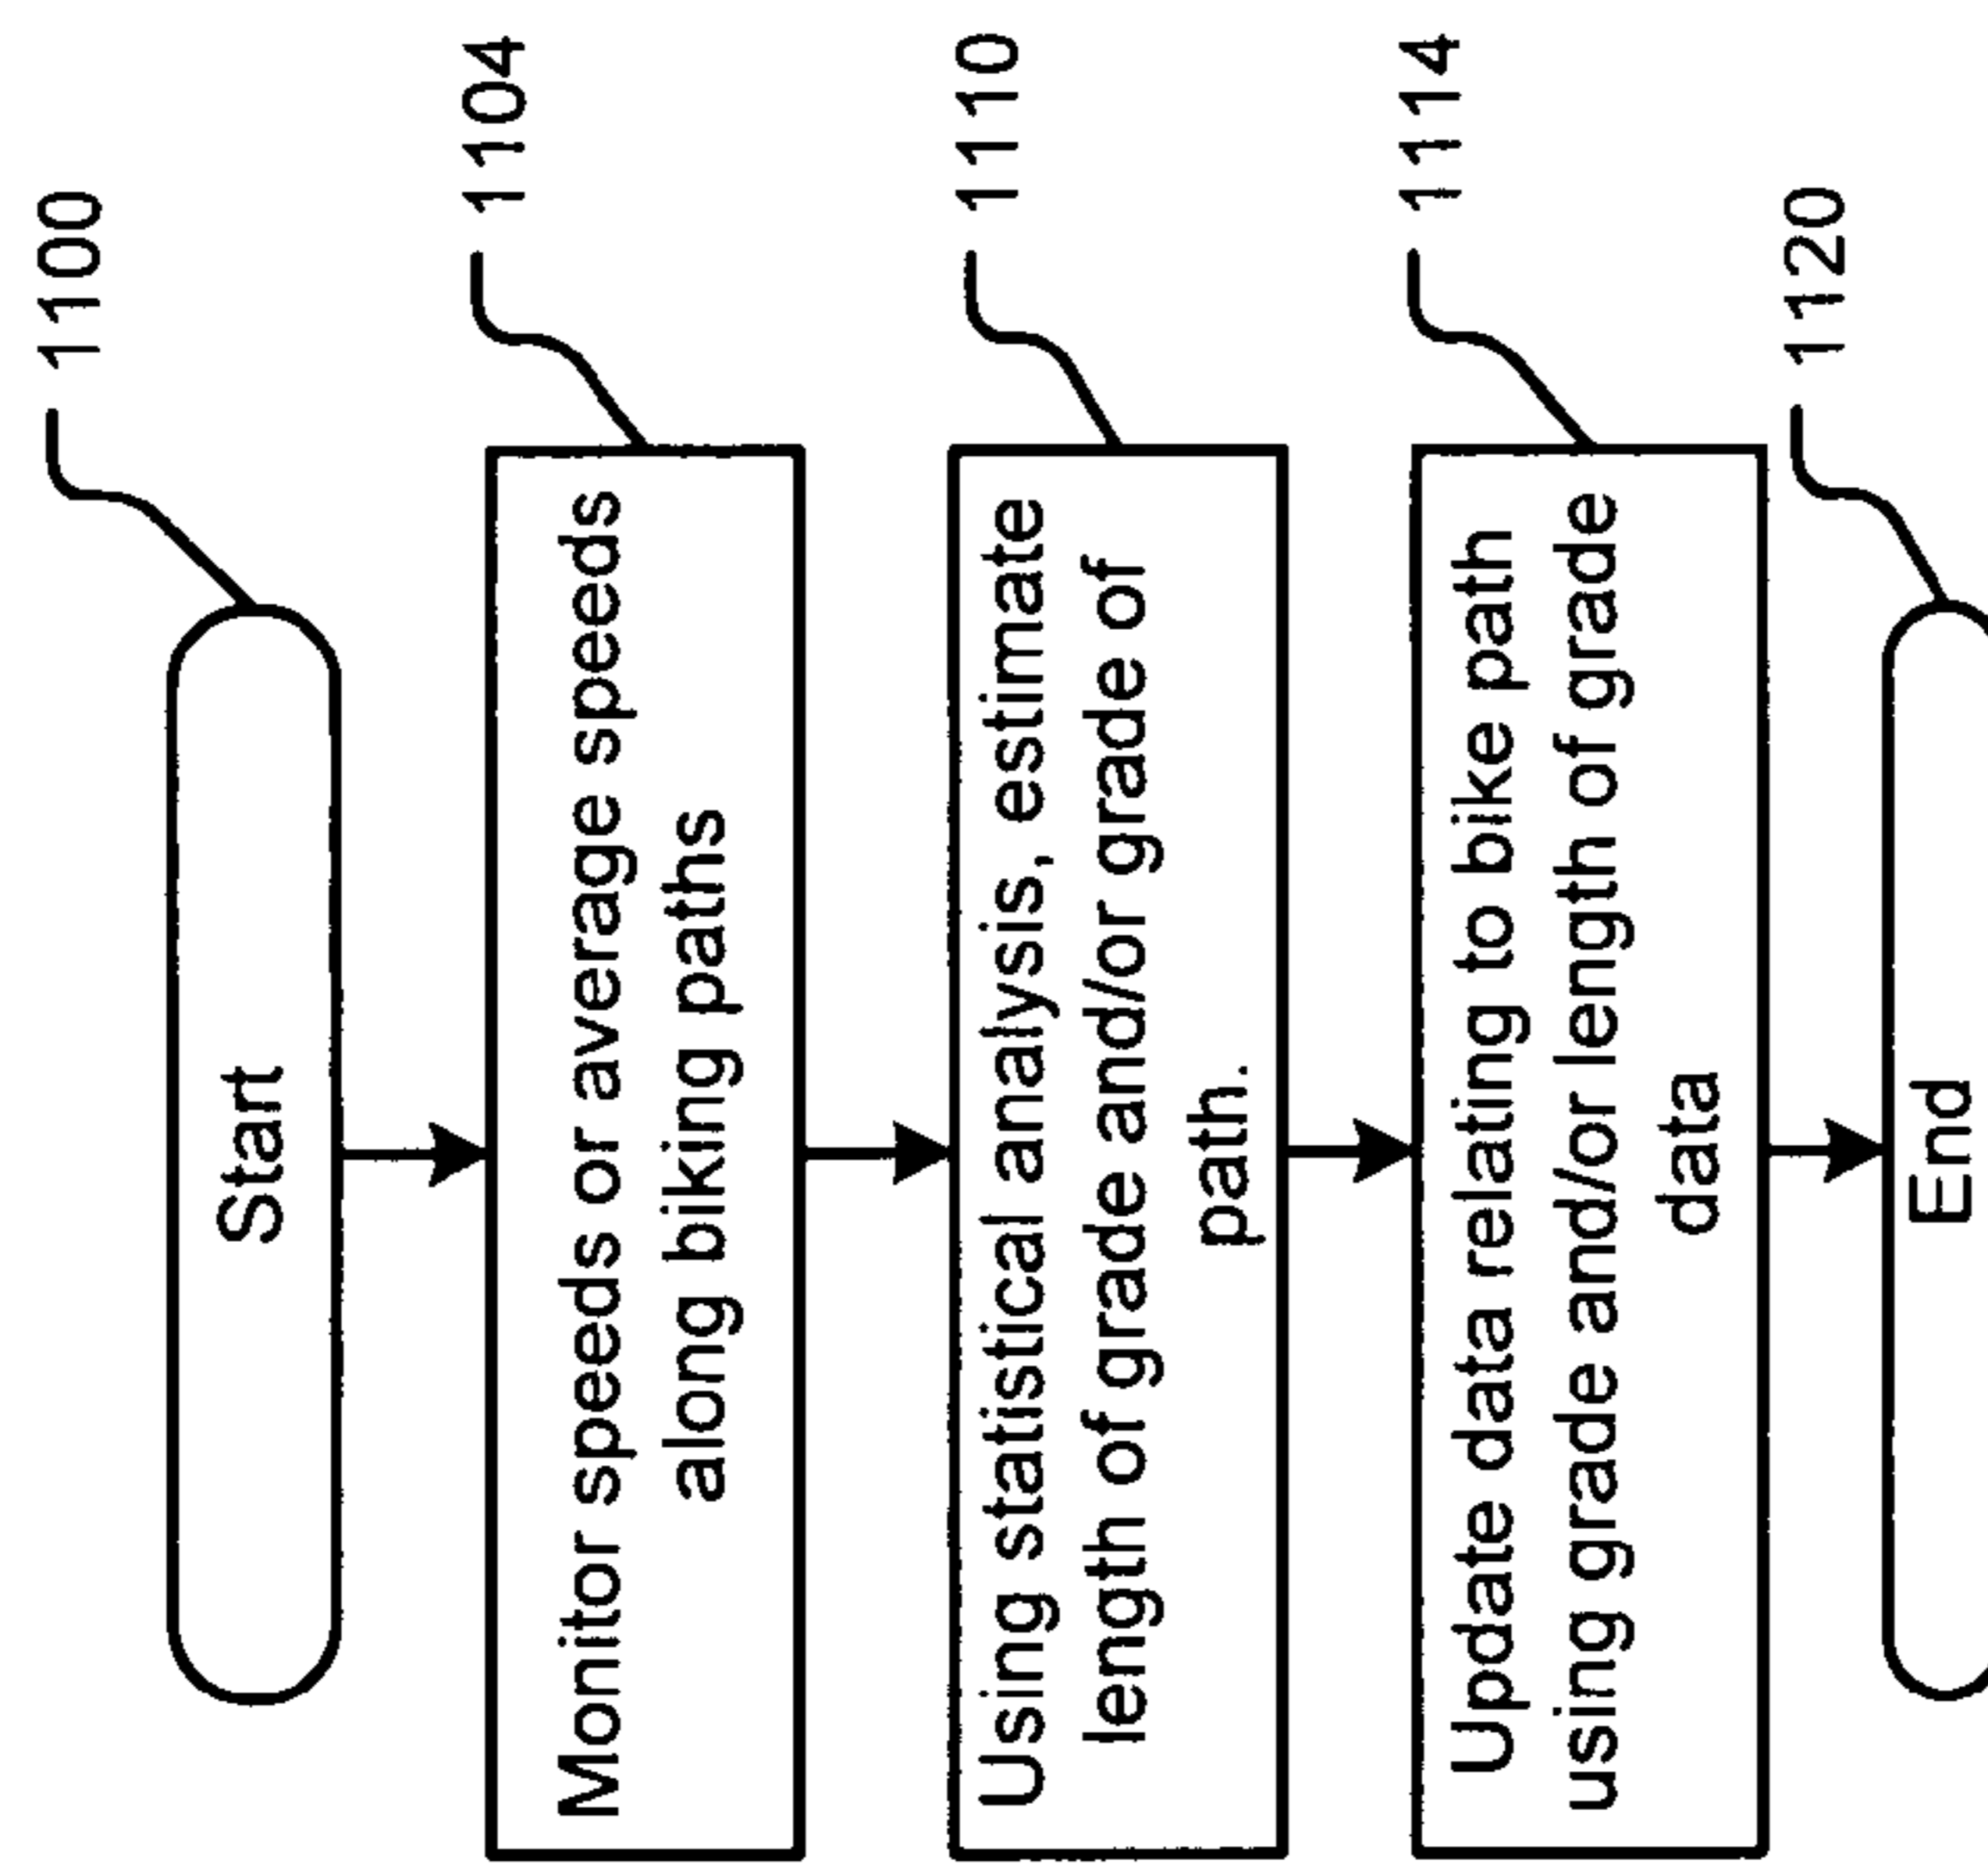 1100
Start
1104
Monitor speeds or average speeds
along biking paths
1110
Using statistical analysis, estimate
length of grade and/or grade of
path.
1114
Update data relating to bike path
using grade and/or length of grade
data
1120
End